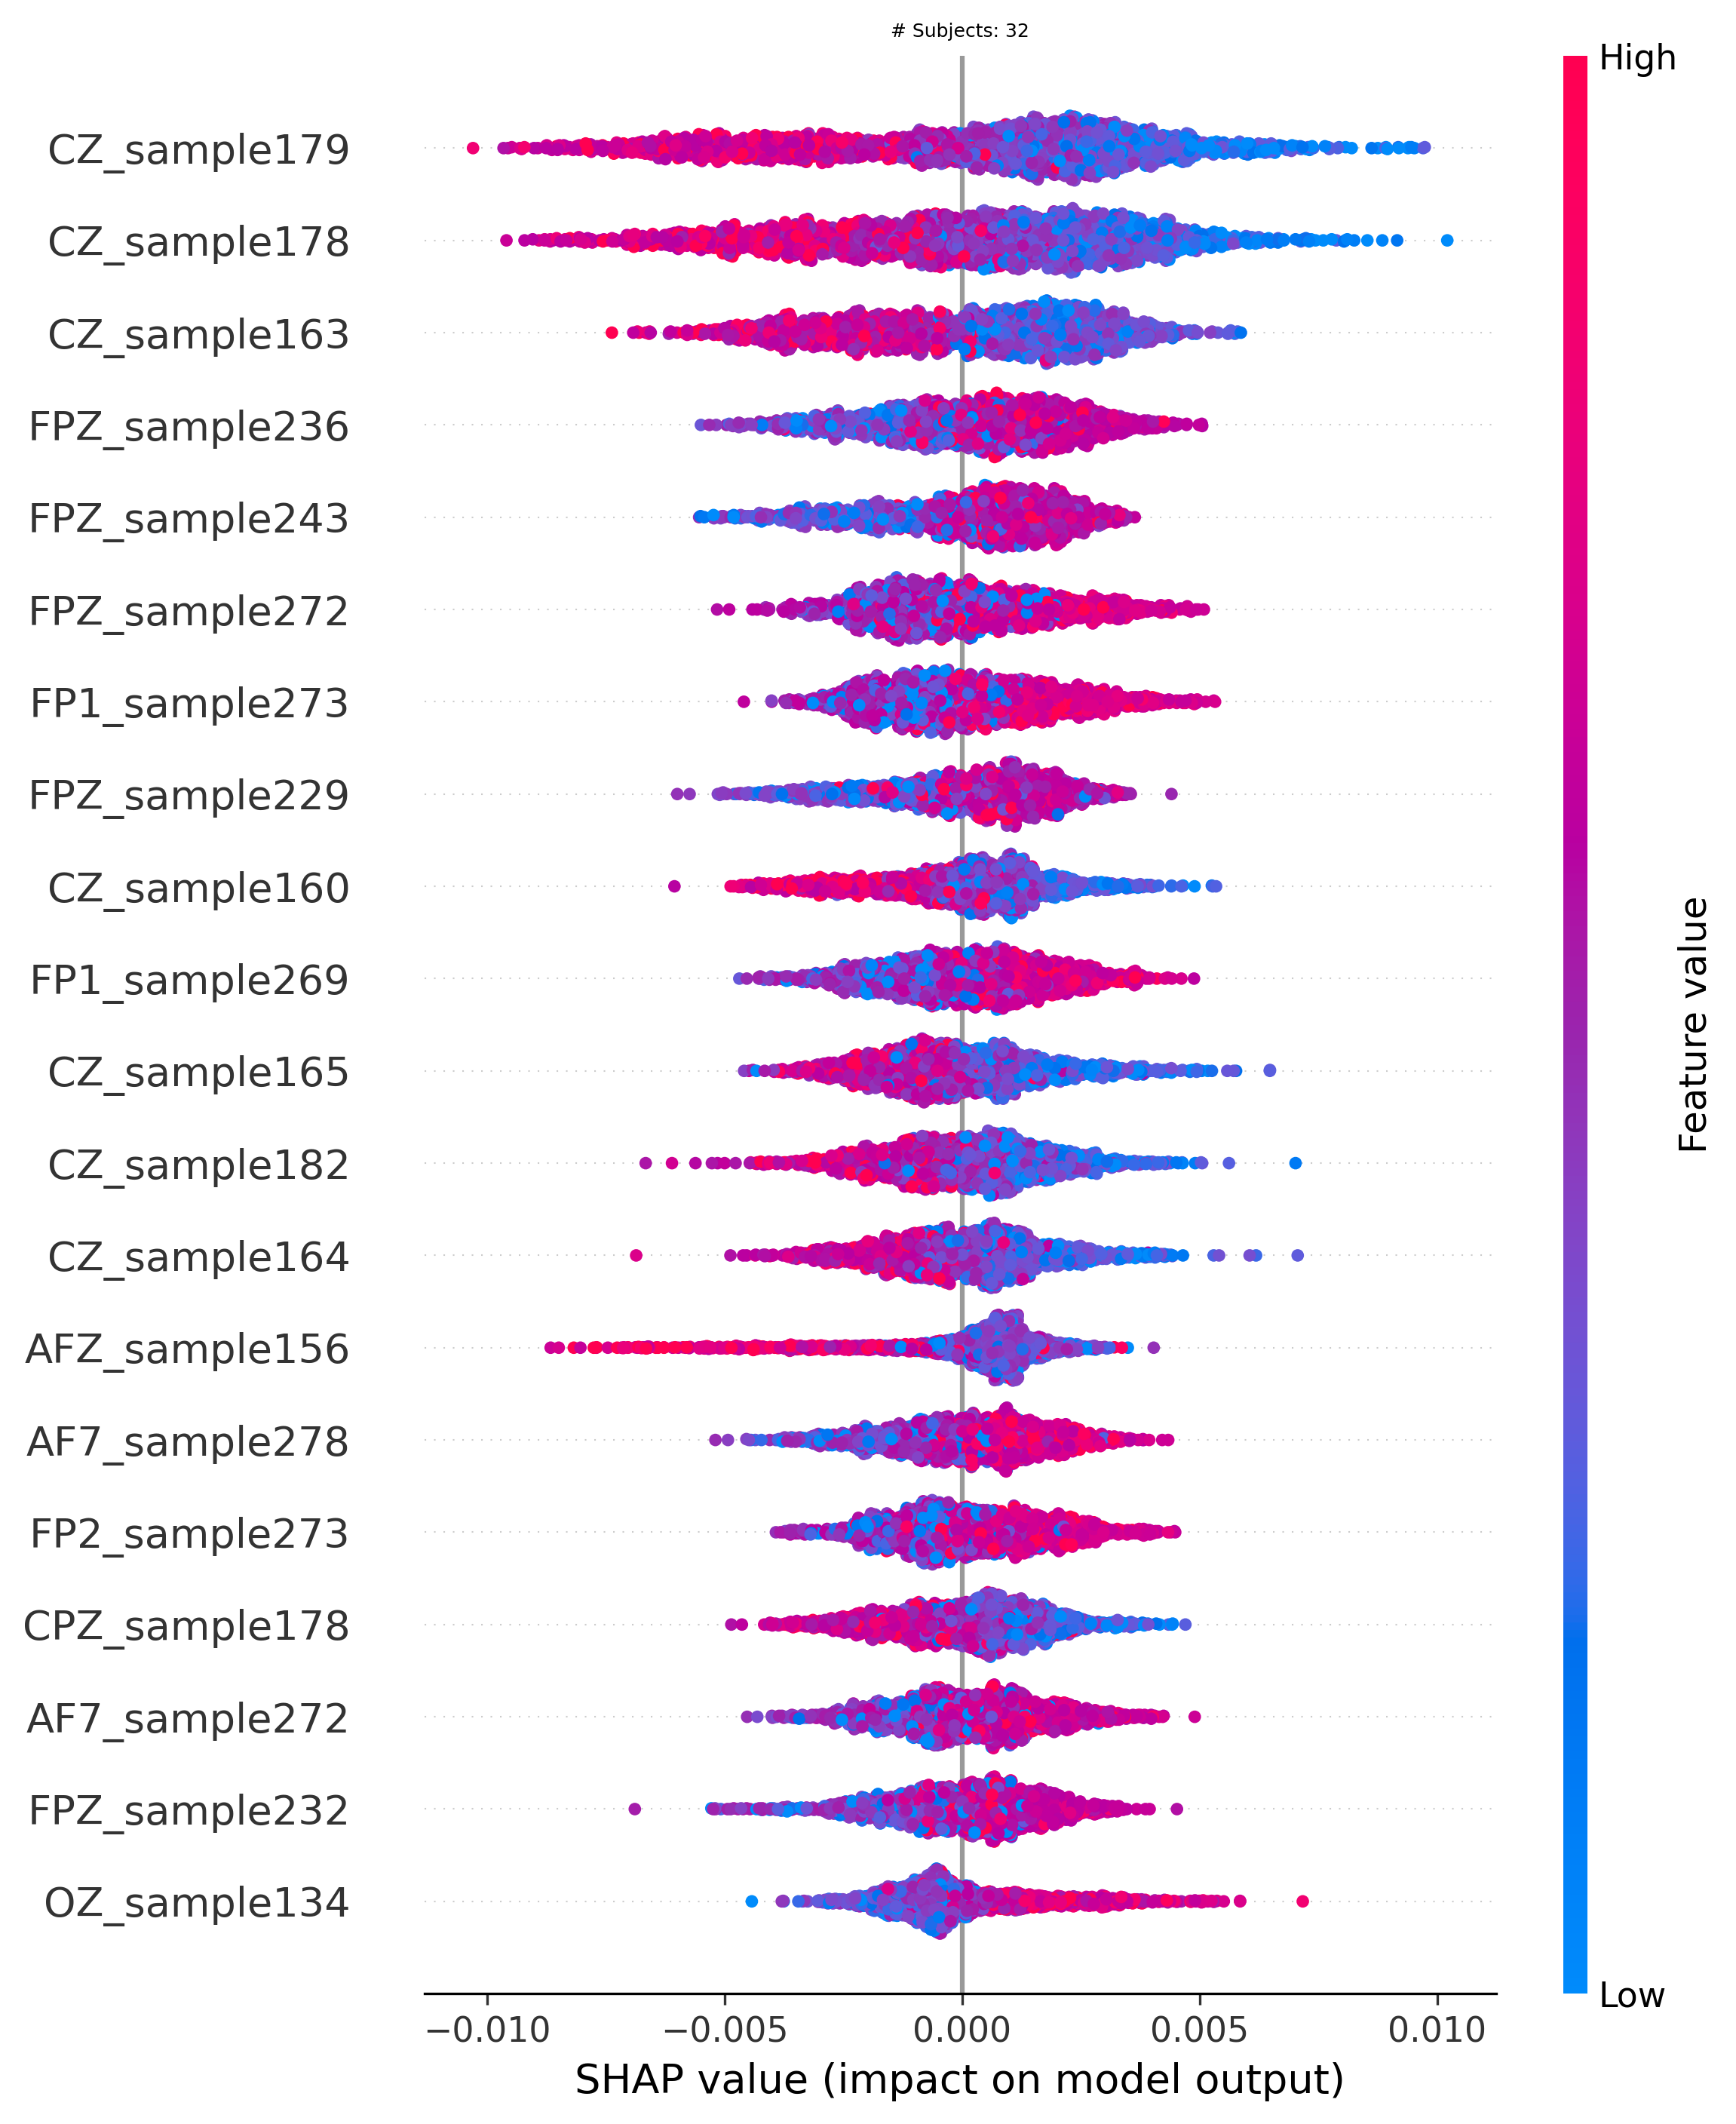 # Subjects: 32
High
CZ_sample179
CZ_sample178
CZ_sample163
FPZ_sample236
FPZ_sample243
FPZ_sample272
FP1_sample273
FPZ_sample229
CZ_sample160
FP1_sample269
CZ_sample165
CZ_sample182
CZ_sample164
AFZ_sample156
AF7_sample278
FP2_sample273
CPZ_sample178
AF7_sample272
FPZ_sample232
OZ_sample134
Feature value
Low
−0.010 −0.005 0.000 0.005 0.010
SHAP value (impact on model output)